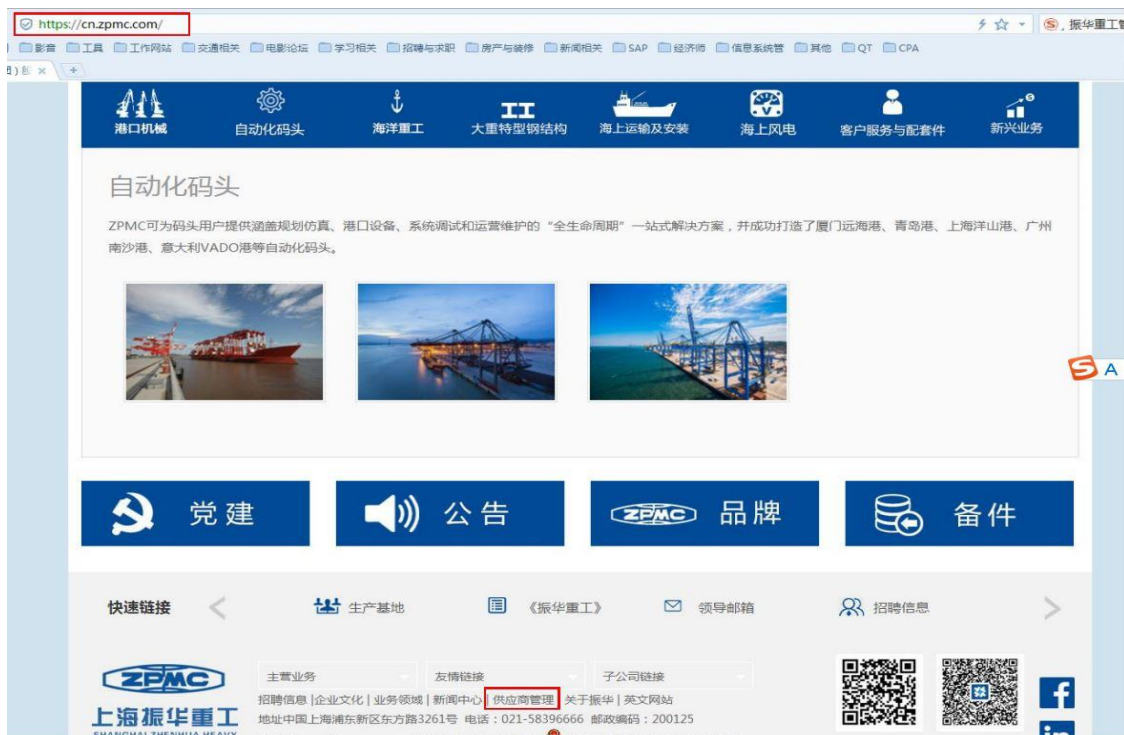 https://cn.zpmc.com/
振华重工
影音 工具 工作网站 交通相关 电影论坛 学习相关 招聘与求职 房产与装修 新闻相关 SAP 经济师 信息系统管 其他 QT CPA
港口机械 自动化码头 海洋重工 大重特型钢结构 海上运输及安装 海上风电 客户服务与配套件 新兴业务
自动化码头
ZPMC可为码头用户提供涵盖规划仿真、港口设备、系统调试和运营维护的“全生命周期”一站式解决方案，并成功打造了厦门远海港、青岛港、上海洋山港、广州
南沙港、意大利VADO港等自动化码头。
S A
党建 公告 ZPMC 品牌 备件
快速链接 生产基地 《振华重工》 领导邮箱 招聘信息
ZPMC
主营业务 友情链接 子公司链接
招聘信息 |企业文化 | 业务领域 | 新闻中心 | 供应商管理 | 关于振华 | 英文网站
上海振华重工
地址中国上海浦东新区东方路3261号 电话：021-58396666 邮政编码：200125
SHANGHAI ZHENHUA HEAVY
f
in